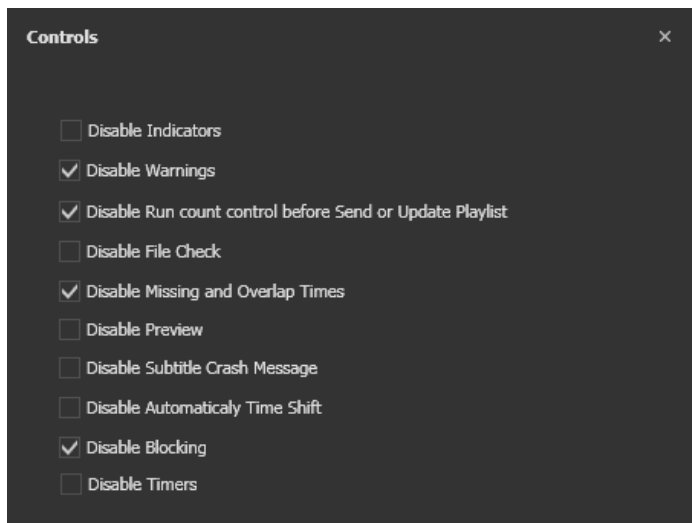 Controls
Disable Indicators
Disable Warnings
Disable Run count control before Send or Update Playlist
Disable File Check
Disable Missing and Overlap Times
Disable Preview
Disable Subtitle Crash Message
Disable Automaticaly Time Shift
Disable Blocking
Disable Timers